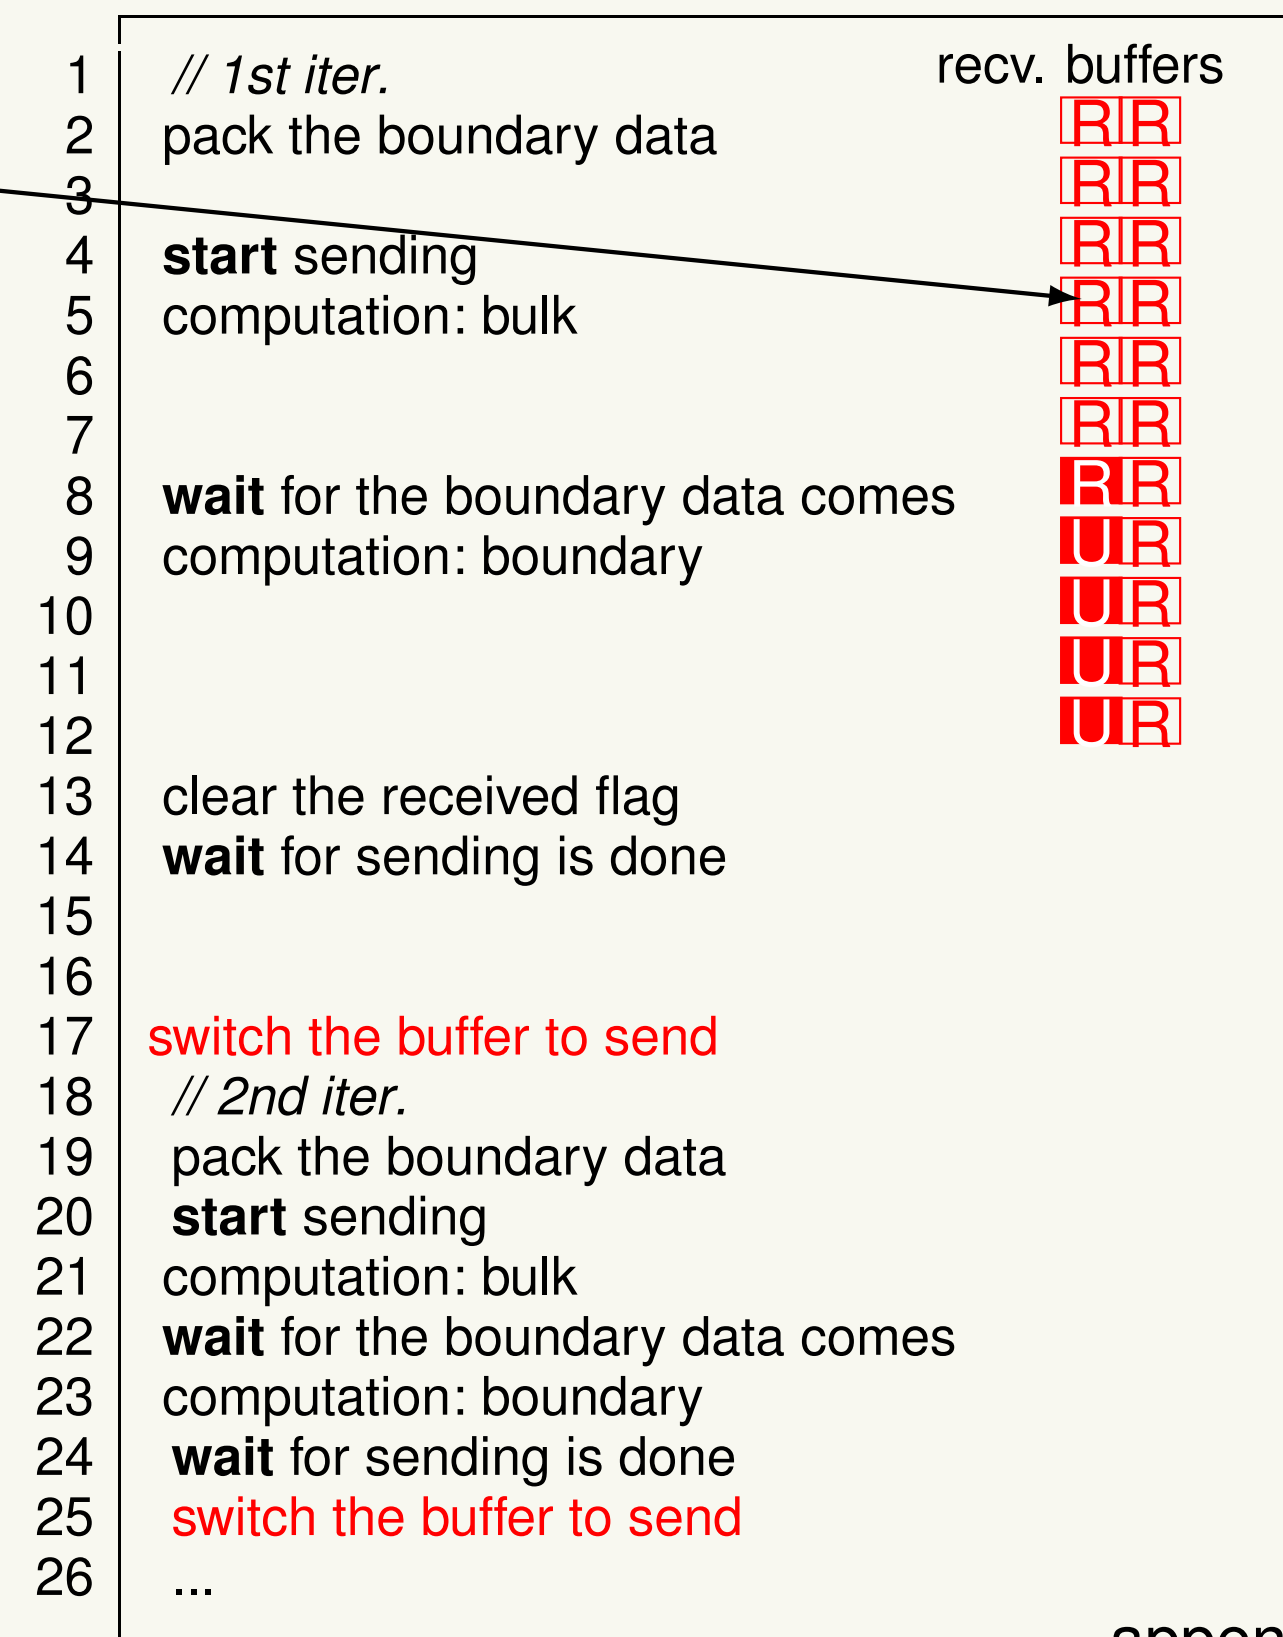 recv. buffers
1 // 1st iter.
2 pack the boundary data R R
3 R R
4 start sending R R
5 computation: bulk R R
6 R R
7 R R
8 wait for the boundary data comes R R
9 computation: boundary U R
10 U R
11 U R
12 U R
13 clear the received flag
14 wait for sending is done
15
16
17 switch the buffer to send
18 // 2nd iter.
19 pack the boundary data
20 start sending
21 computation: bulk
22 wait for the boundary data comes
23 computation: boundary
24 wait for sending is done
25 switch the buffer to send
26 ...